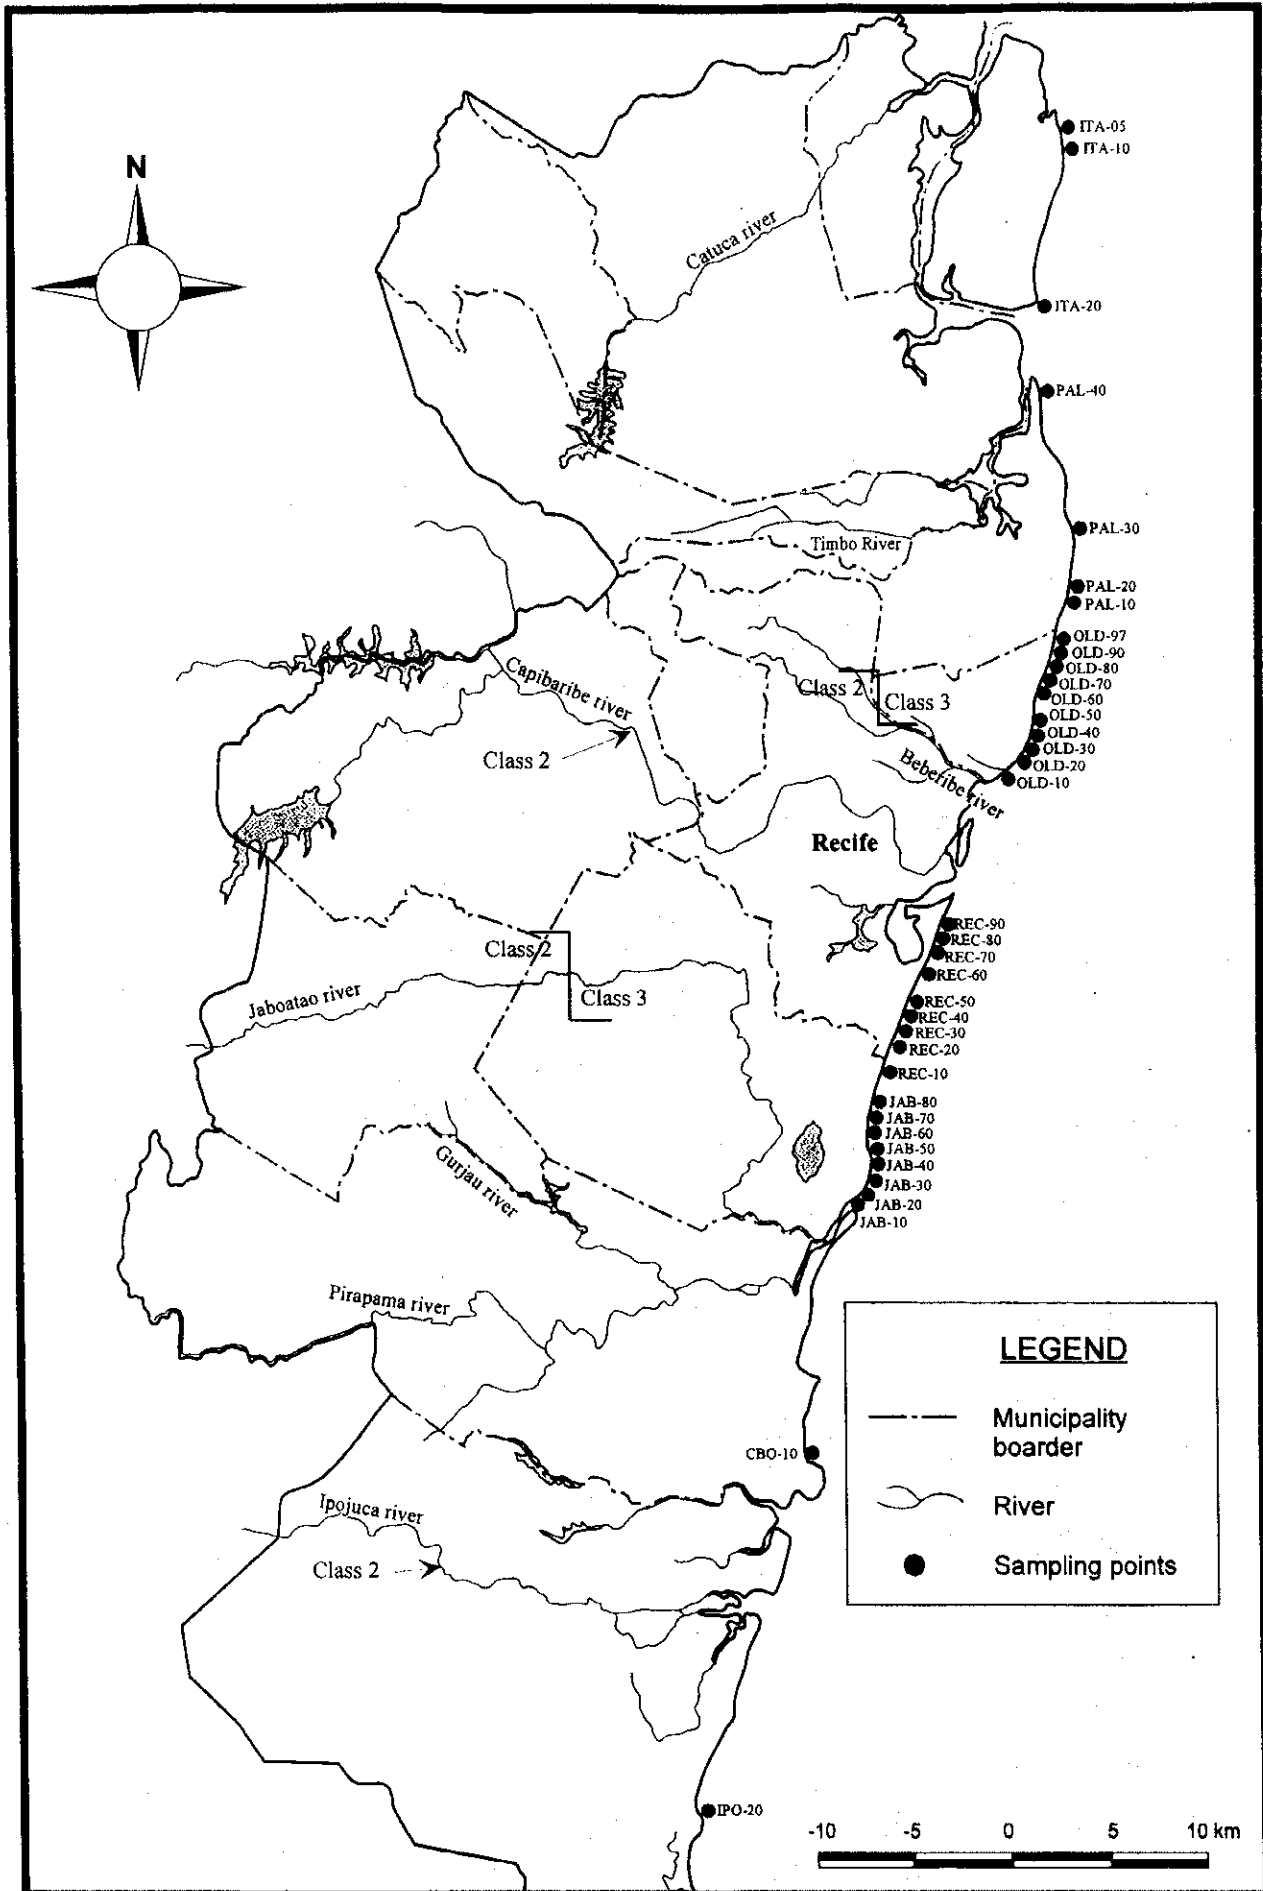 N
ITA-05
ITA-10
Catuca river
ITA-20
PAL-40
PAL-30
Timbo River
PAL-20
PAL-10
OLD-97
OLD-90
OLD-80
OLD-70
OLD-60
OLD-50
OLD-40
OLD-30
OLD-20
OLD-10
Capibaribe river
Class 2
Class 3
Class 2
Beberibe river
Recife
REC-90
REC-80
REC-70
REC-60
REC-50
REC-40
REC-30
REC-20
REC-10
Class 2
Class 3
Jaboatao river
JAB-80
JAB-70
JAB-60
JAB-50
JAB-40
JAB-30
JAB-20
JAB-10
Gurjau river
Pirapama river
CBO-10
Ipojuca river
Class 2
IPO-20
LEGEND
Municipality
boarder
River
Sampling points
-10 -5 0 5 10 km